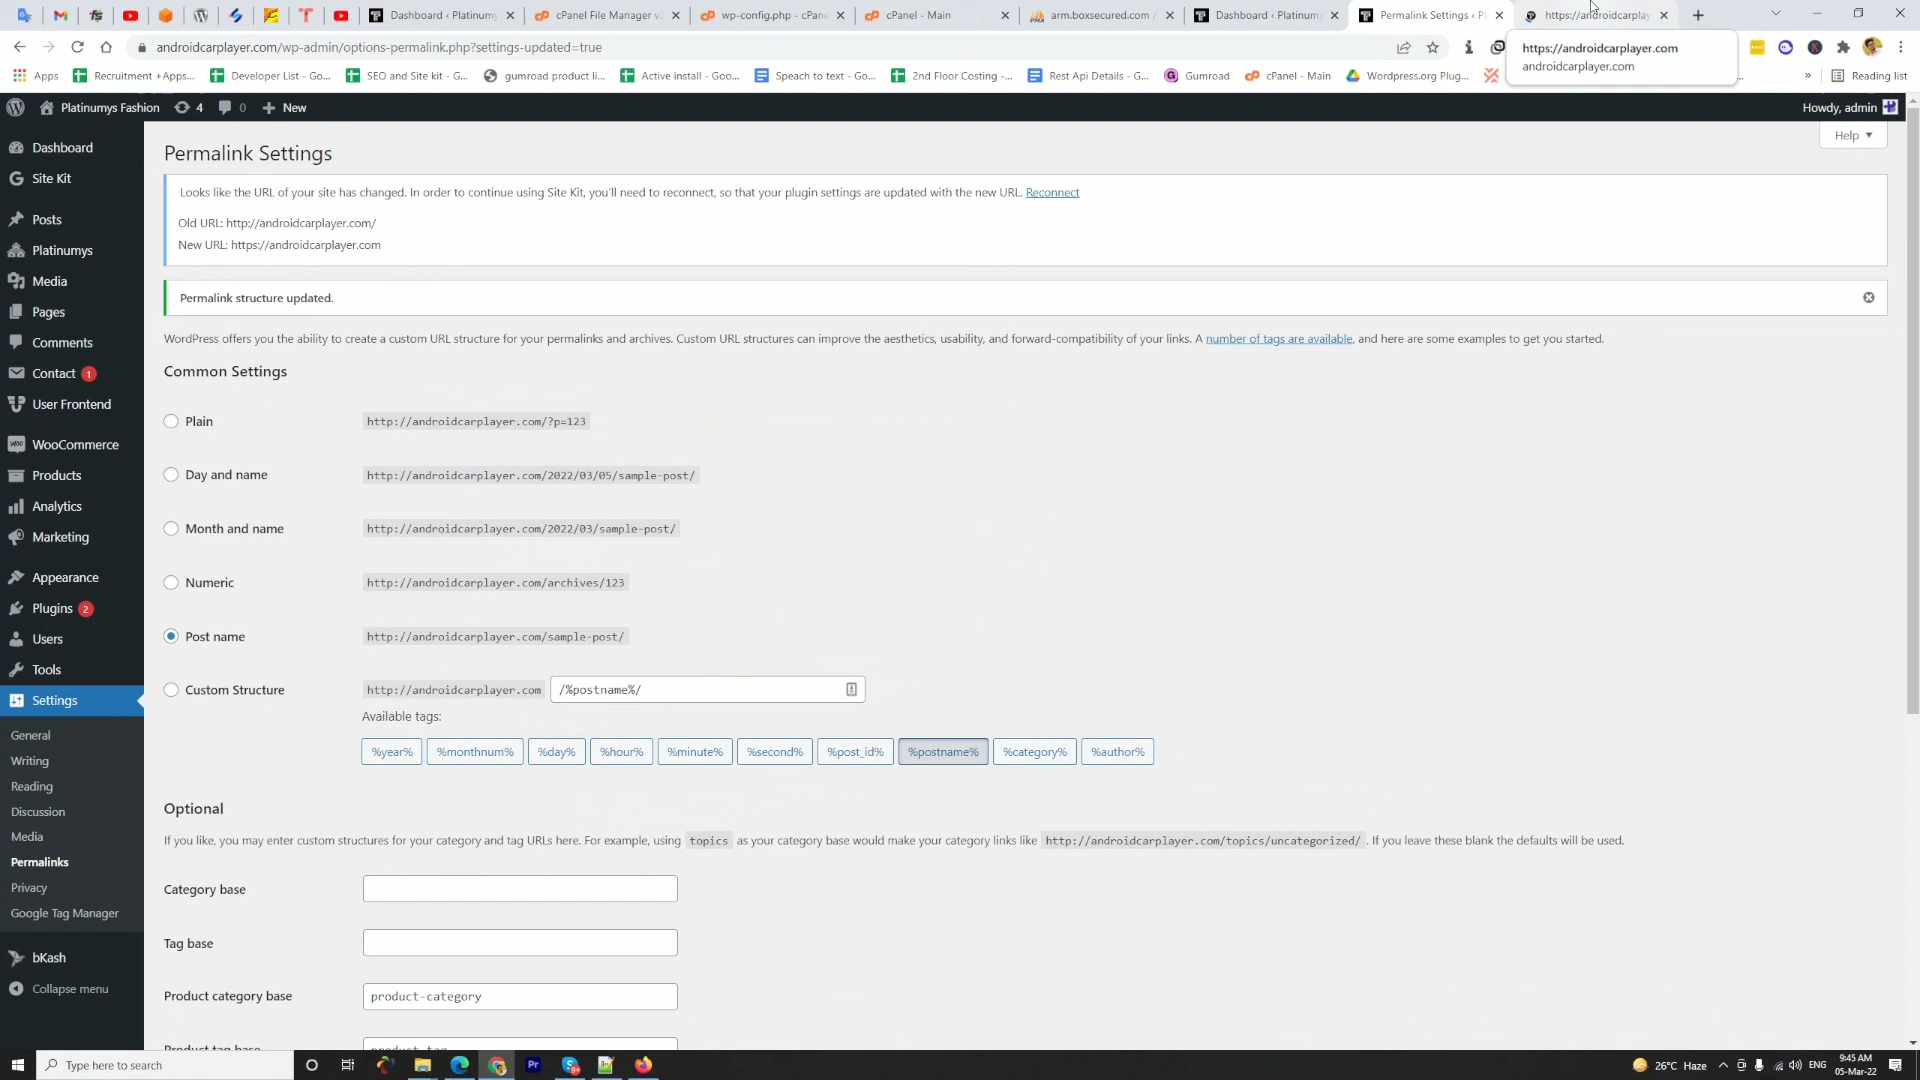 Dashboard ‹ Platinumy
cPanel File Manager v3
wp-config.php - cPane
cPanel - Main
arm.boxsecured.com /
Dashboard ‹ Platinum
Permalink Settings ‹ P
https://androidcarplay
androidcarplayer.com/wp-admin/options-permalink.php?settings-updated=true
https://androidcarplayer.com
androidcarplayer.com
Apps
Recruitment +Apps...
Developer List - Go...
SEO and Site kit - G...
gumroad product li...
Active install - Goo...
Speach to text - Go...
2nd Floor Costing -...
Rest Api Details - G...
Gumroad
cPanel - Main
Wordpress.org Plug...
»
Reading list
Platinumys Fashion
4
0
New
Howdy, admin
Help
Dashboard
Site Kit
Posts
Platinumys
Media
Pages
Comments
Contact 1
User Frontend
WooCommerce
Products
Analytics
Marketing
Appearance
Plugins 2
Users
Tools
Settings
General
Writing
Reading
Discussion
Media
Permalinks
Privacy
Google Tag Manager
bKash
Collapse menu
Permalink Settings
Looks like the URL of your site has changed. In order to continue using Site Kit, you'll need to reconnect, so that your plugin settings are updated with the new URL. Reconnect
Old URL: http://androidcarplayer.com/
New URL: https://androidcarplayer.com
Permalink structure updated.
WordPress offers you the ability to create a custom URL structure for your permalinks and archives. Custom URL structures can improve the aesthetics, usability, and forward-compatibility of your links. A number of tags are available, and here are some examples to get you started.
Common Settings
Plain http://androidcarplayer.com/?p=123
Day and name http://androidcarplayer.com/2022/03/05/sample-post/
Month and name http://androidcarplayer.com/2022/03/sample-post/
Numeric http://androidcarplayer.com/archives/123
Post name http://androidcarplayer.com/sample-post/
Custom Structure http://androidcarplayer.com /%postname%/
Available tags:
%year% %monthnum% %day% %hour% %minute% %second% %post_id% %postname% %category% %author%
Optional
If you like, you may enter custom structures for your category and tag URLs here. For example, using topics as your category base would make your category links like http://androidcarplayer.com/topics/uncategorized/ . If you leave these blank the defaults will be used.
Category base
Tag base
Product category base product-category
Product tag base product-tag
Type here to search
26°C Haze
ENG
9:45 AM
05-Mar-22